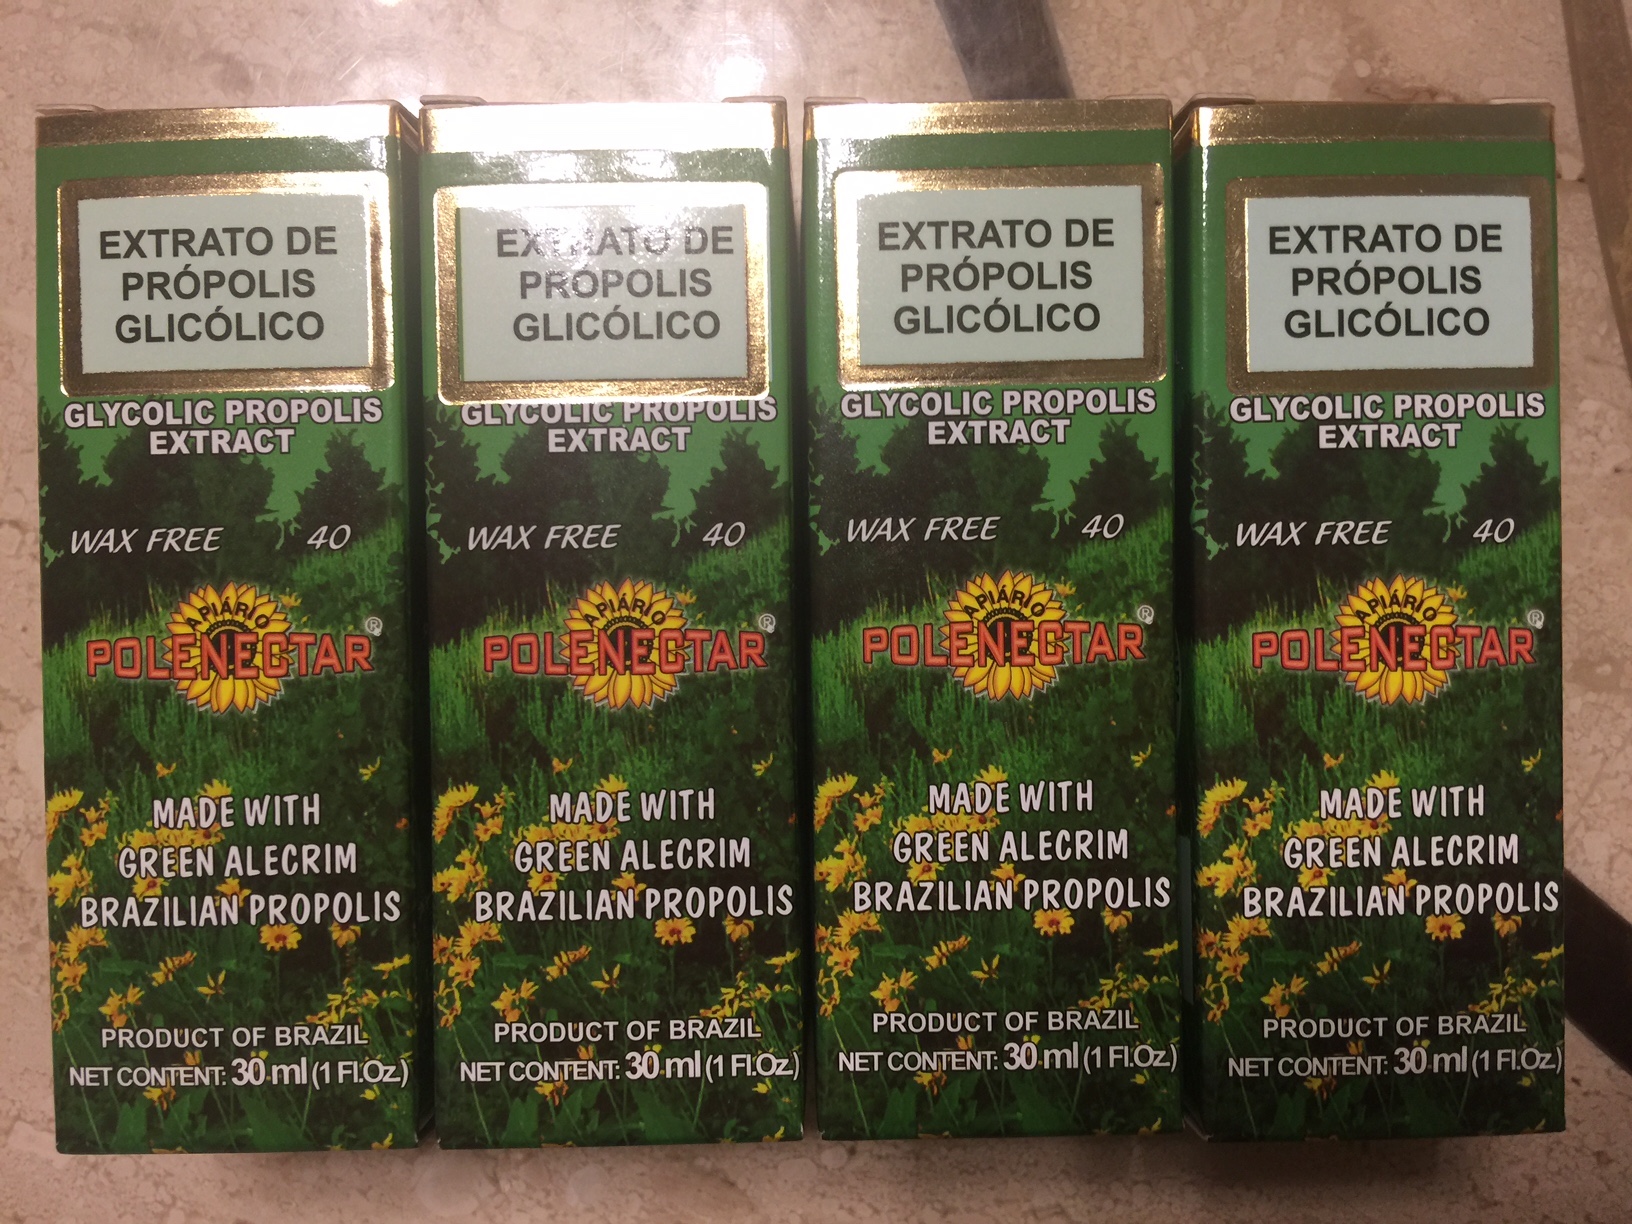 EXTRATO DE
PRÓPOLIS
GLICÓLICO
GLYCOLIC PROPOLIS
EXTRACT
WAX FREE 40
APIÁRIO
POLENECTAR®
MADE WITH
GREEN ALECRIM
BRAZILIAN PROPOLIS
PRODUCT OF BRAZIL
NET CONTENT: 30 ml (1 Fl.Oz.)
EXTRATO DE
PRÓPOLIS
GLICÓLICO
GLYCOLIC PROPOLIS
EXTRACT
WAX FREE 40
APIÁRIO
POLENECTAR®
MADE WITH
GREEN ALECRIM
BRAZILIAN PROPOLIS
PRODUCT OF BRAZIL
NET CONTENT: 30 ml (1 Fl.Oz.)
EXTRATO DE
PRÓPOLIS
GLICÓLICO
GLYCOLIC PROPOLIS
EXTRACT
WAX FREE 40
APIÁRIO
POLENECTAR®
MADE WITH
GREEN ALECRIM
BRAZILIAN PROPOLIS
PRODUCT OF BRAZIL
NET CONTENT: 30 ml (1 Fl.Oz.)
EXTRATO DE
PRÓPOLIS
GLICÓLICO
GLYCOLIC PROPOLIS
EXTRACT
WAX FREE 40
APIÁRIO
POLENECTAR®
MADE WITH
GREEN ALECRIM
BRAZILIAN PROPOLIS
PRODUCT OF BRAZIL
NET CONTENT: 30 ml (1 Fl.Oz.)